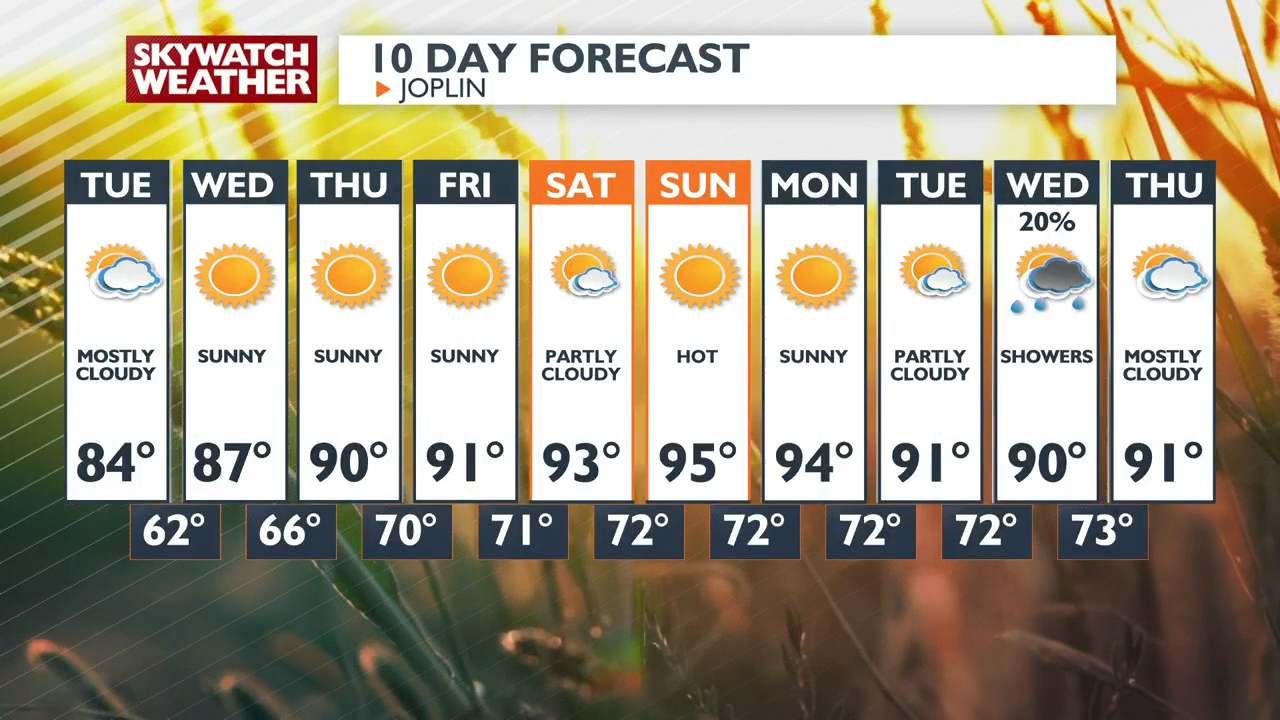 SKYWATCH
WEATHER
10 DAY FORECAST
JOPLIN
TUE WED THU FRI SAT SUN MON TUE WED THU
20%
MOSTLY CLOUDY
SUNNY
SUNNY
SUNNY
PARTLY CLOUDY
HOT
SUNNY
PARTLY CLOUDY
SHOWERS
MOSTLY CLOUDY
84° 87° 90° 91° 93° 95° 94° 91° 90° 91°
62° 66° 70° 71° 72° 72° 72° 72° 73°